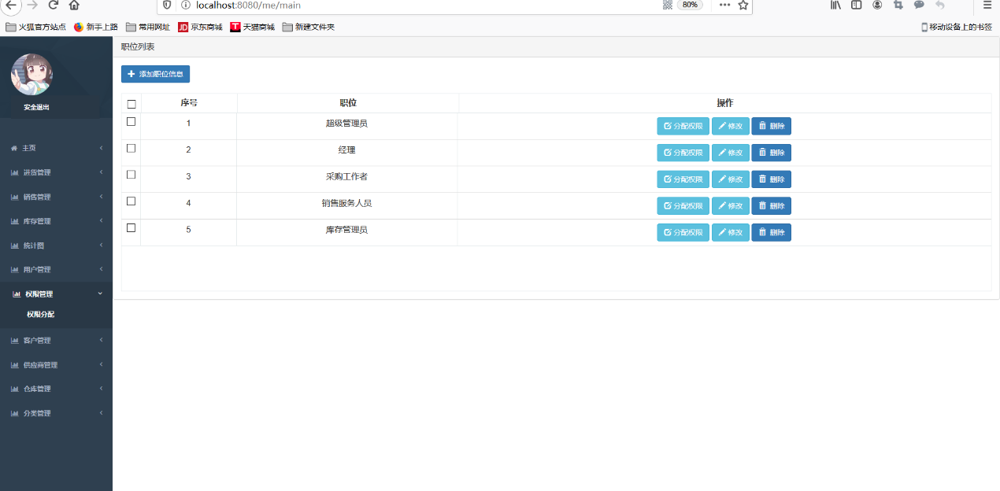 localhost:8080/me/main 80%
火狐官方站点 新手上路 常用网址 JD 京东商城 T 天猫商城 新建文件夹 移动设备上的书签
安全退出
主页
进货管理
销售管理
库存管理
统计图
用户管理
权限管理
权限分配
客户管理
供应商管理
仓库管理
分类管理
职位列表
添加职位信息
序号 职位 操作
1 超级管理员 分配权限 修改 删除
2 经理 分配权限 修改 删除
3 采购工作者 分配权限 修改 删除
4 销售服务人员 分配权限 修改 删除
5 库存管理员 分配权限 修改 删除